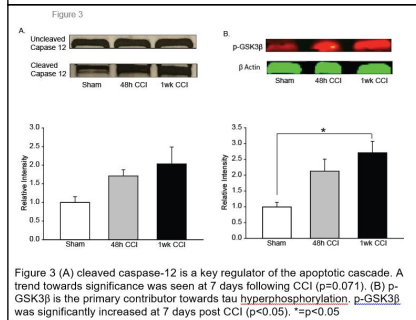 Figure 3
A.
Uncleaved
Capase 12
Cleaved
Capase 12
Sham 48h CCI 1wk CCI
B.
p-GSK3β
β Actin
Sham 48h CCI 1wk CCI
Relative Intensity
3.0
2.5
2.0
1.5
1.0
0.5
0.0
Sham 48h CCI 1wk CCI
Relative Intensity
3.5
3.0
2.5
2.0
1.5
1.0
0.5
0.0
*
Sham 48h CCI 1wk CCI
Figure 3 (A) cleaved caspase-12 is a key regulator of the apoptotic cascade. A
trend towards significance was seen at 7 days following CCI (p=0.071). (B) p-
GSK3β is the primary contributor towards tau hyperphosphorylation. p-GSK3β
was significantly increased at 7 days post CCI (p<0.05). *=p<0.05